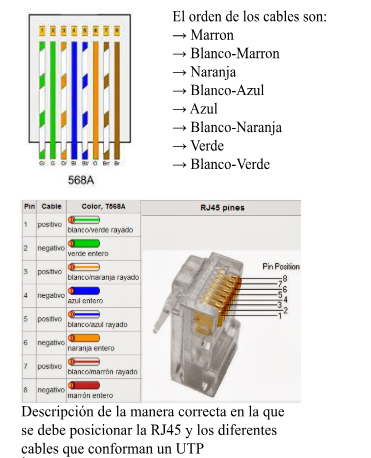 El orden de los cables son:
→ Marron
→ Blanco-Marron
→ Naranja
→ Blanco-Azul
→ Azul
→ Blanco-Naranja
→ Verde
→ Blanco-Verde
1 2 3 4 5 6 7 8
G/ G O/ Bl Bl/ O Br/ Br
568A
Pin Cable Color, T568A RJ45 pines
1 positivo blanco/verde rayado
2 negativo verde entero
3 positivo blanco/naranja rayado
4 negativo azul entero
5 positivo blanco/azul rayado
6 negativo naranja entero
7 positivo blanco/marrón rayado
8 negativo marrón entero
Pin Position
8
7
6
5
4
3
2
1
Descripción de la manera correcta en la que
se debe posicionar la RJ45 y los diferentes
cables que conforman un UTP